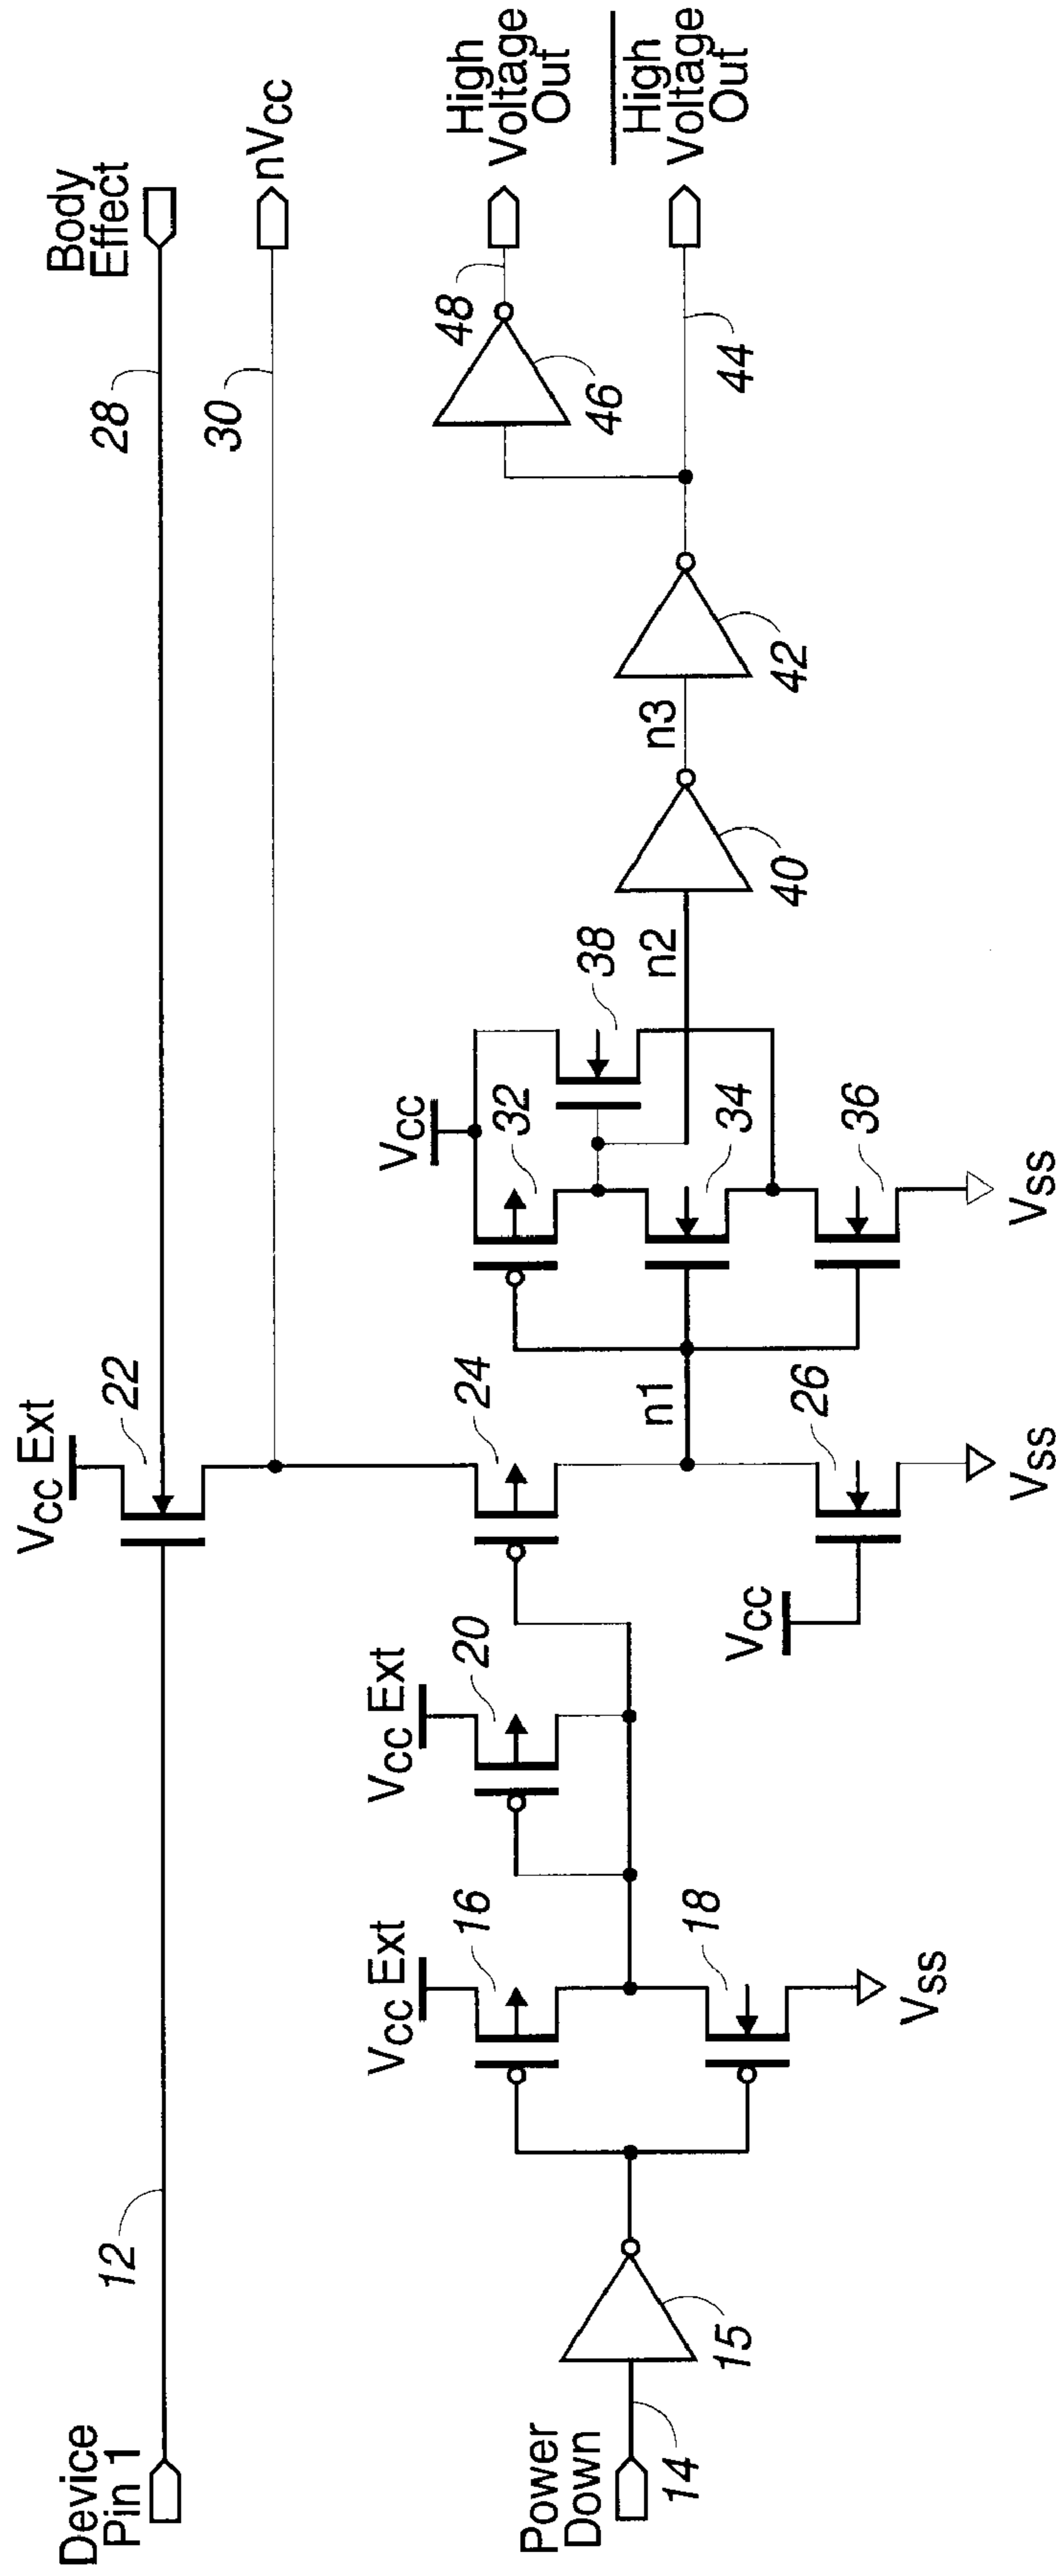 Device
Pin 1
12
Vcc Ext
22
28
Body
Effect
30
nVcc
Power
Down
14
15
Vcc Ext
16
18
Vss
Vcc Ext
20
24
n1
Vcc
26
Vss
Vcc
32
34
36
Vss
38
n2
40
n3
42
46
48
High
Voltage
Out
44
High
Voltage
Out